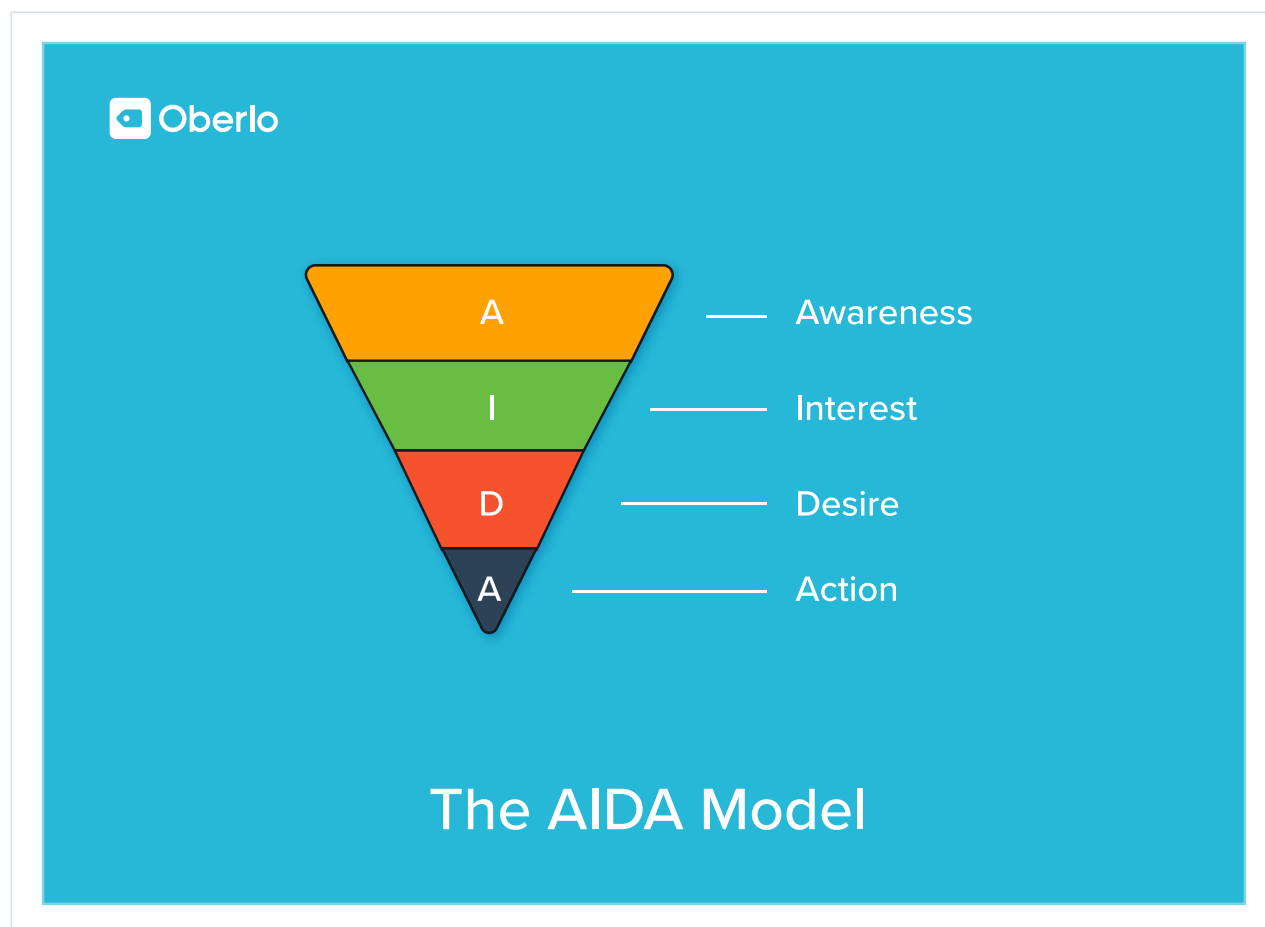 Oberlo
A Awareness
I Interest
D Desire
A Action
The AIDA Model